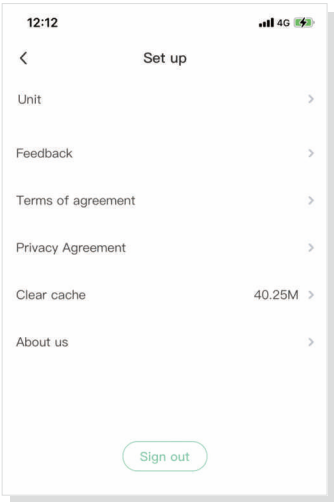 12:12 4G
Set up
Unit
Feedback
Terms of agreement
Privacy Agreement
Clear cache 40.25M
About us
Sign out